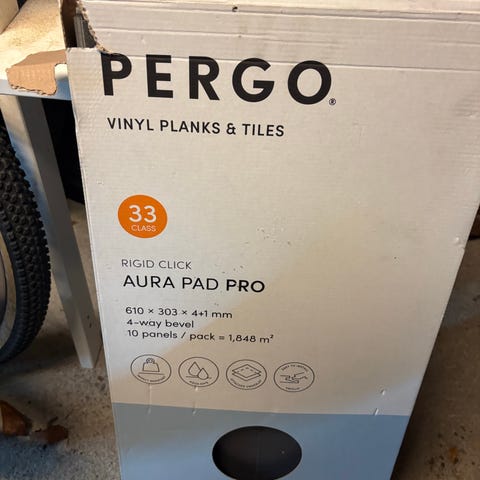 PERGO®
VINYL PLANKS & TILES
33
CLASS
RIGID CLICK
AURA PAD PRO
610 × 303 × 4+1 mm
4-way bevel
10 panels / pack = 1,848 m²